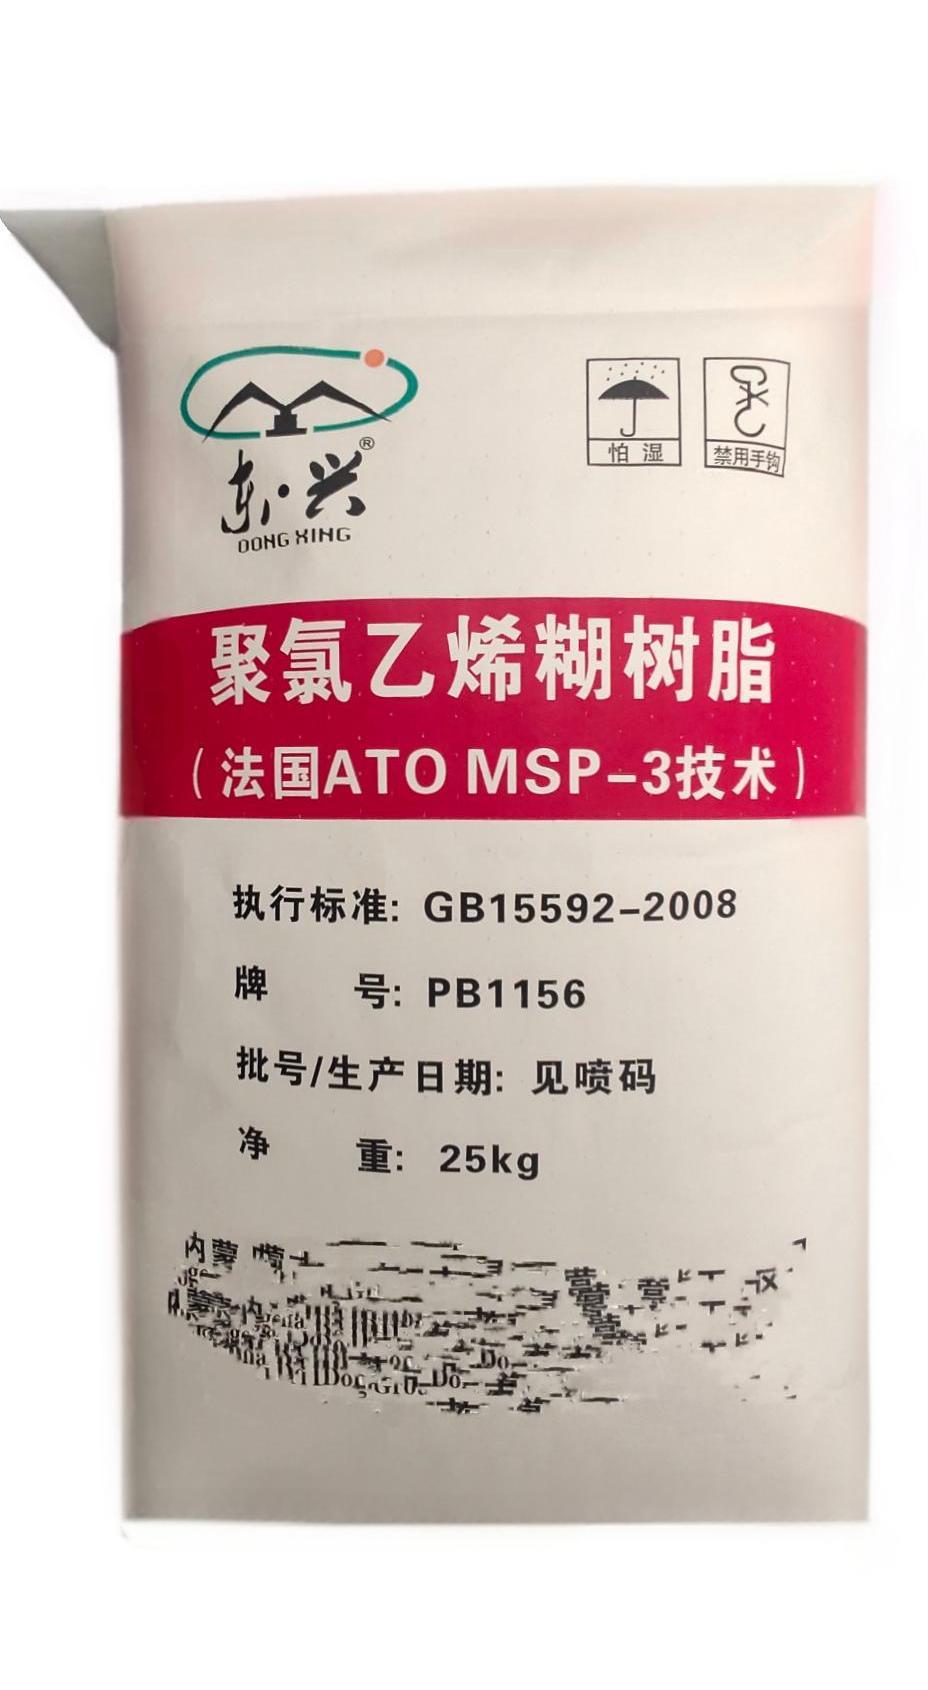 东·兴®
DONG XING
怕湿
禁用手钩
聚氯乙烯糊树脂
（法国ATO MSP-3技术）
执行标准: GB15592-2008
牌 号: PB1156
批号/生产日期: 见喷码
净 重: 25kg
内蒙